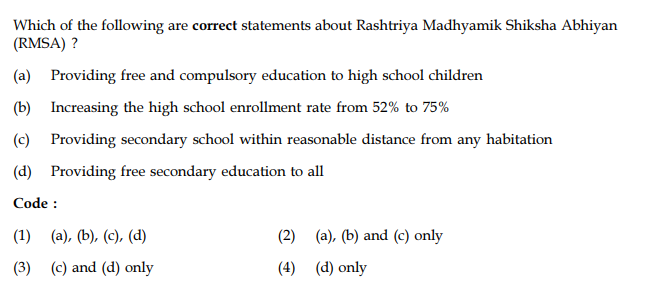 Which of the following are correct statements about Rashtriya Madhyamik Shiksha Abhiyan
(RMSA) ?
(a) Providing free and compulsory education to high school children
(b) Increasing the high school enrollment rate from 52% to 75%
(c) Providing secondary school within reasonable distance from any habitation
(d) Providing free secondary education to all
Code :
(1) (a), (b), (c), (d) (2) (a), (b) and (c) only
(3) (c) and (d) only (4) (d) only